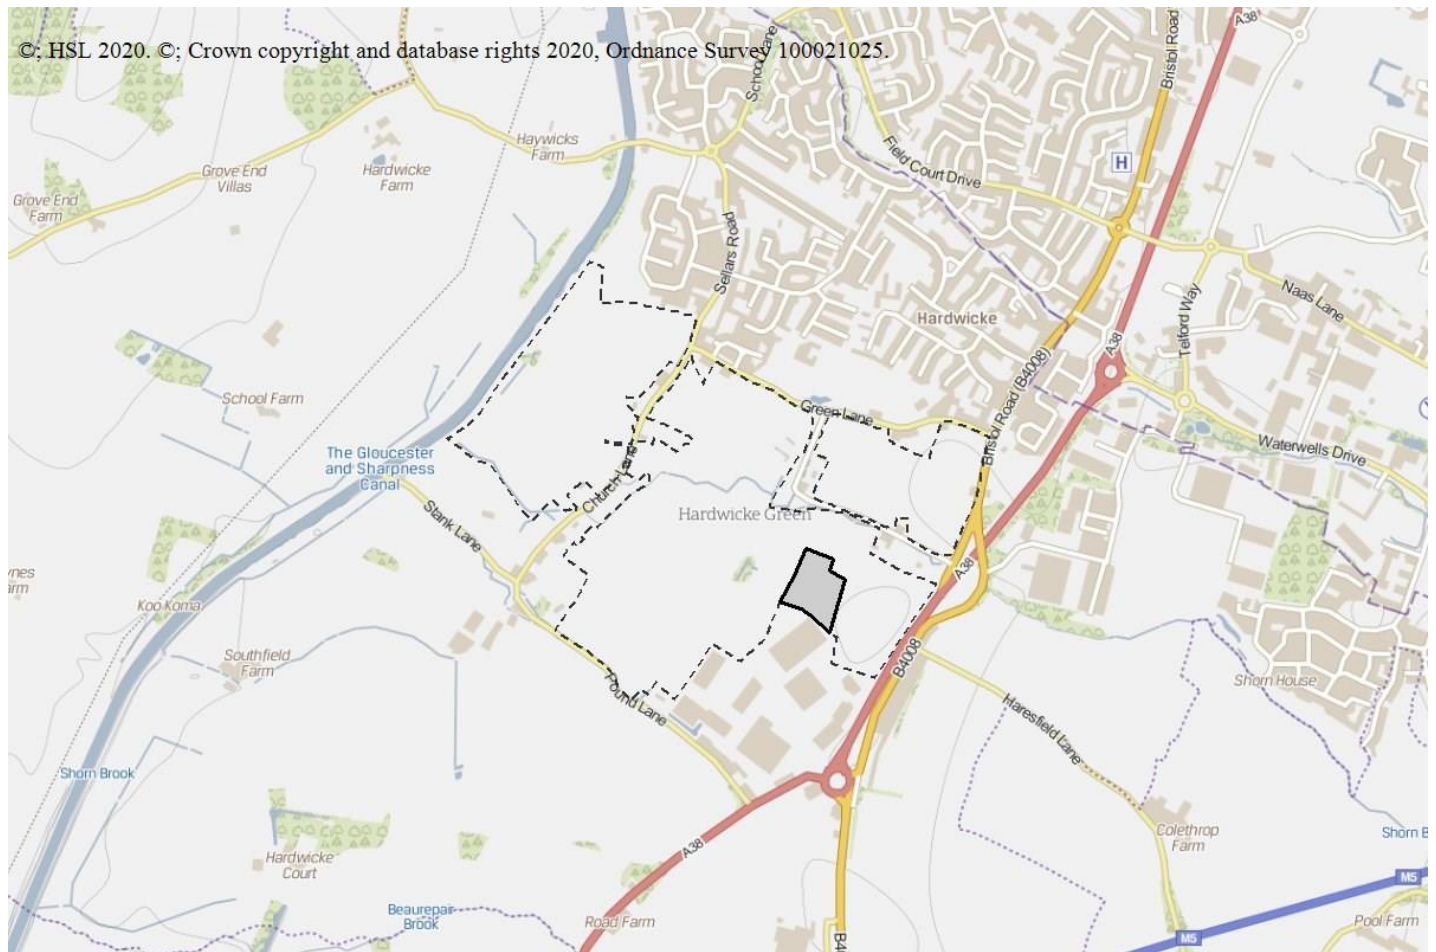 ©; HSL 2020. ©; Crown copyright and database rights 2020, Ordnance Survey 100021025.
A38
Bristol Road
School Lane
Haywicks
Farm
Field Court Drive
H
Grove End
Villas
Hardwicke
Farm
Grove End
Farm
Sellars Road
Naas Lane
Telford Way
Hardwicke
A38
Bristol Road (B4008)
School Farm
Green Lane
Waterwells Drive
The Gloucester
and Sharpness
Canal
Church Lane
Stank Lane
Hardwicke Green
A38
Koo Koma
Southfield
Farm
B4008
Shorn House
Pound Lane
Haresfield Lane
Shorn Brook
Colethrop
Farm
Shorn B
A38
Hardwicke
Court
M5
Beaurepair
Brook
Road Farm
Pool Farm
B4
M5